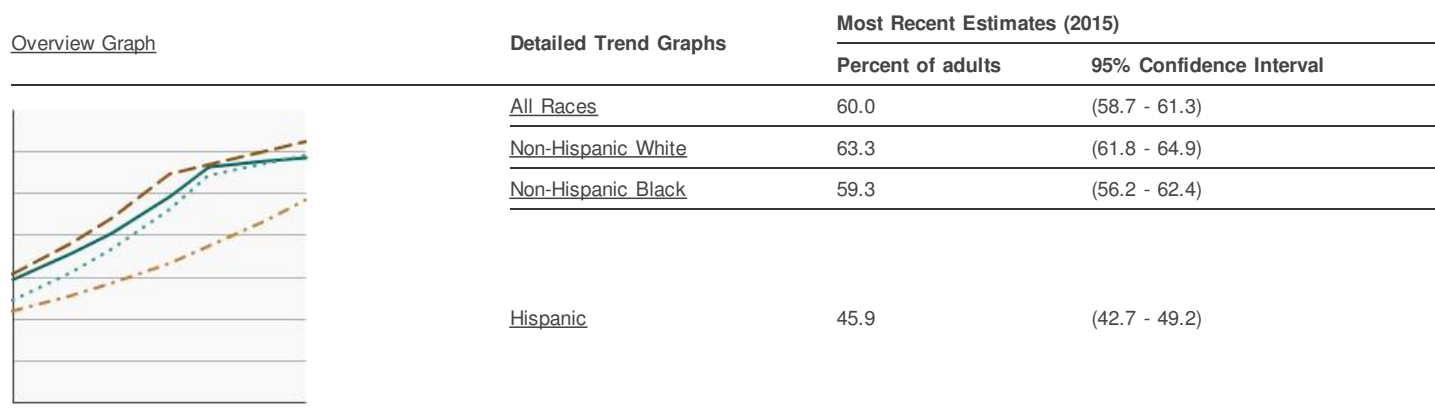 Overview Graph
Detailed Trend Graphs
Most Recent Estimates (2015)
Percent of adults
95% Confidence Interval
All Races
60.0
(58.7 - 61.3)
Non-Hispanic White
63.3
(61.8 - 64.9)
Non-Hispanic Black
59.3
(56.2 - 62.4)
Hispanic
45.9
(42.7 - 49.2)